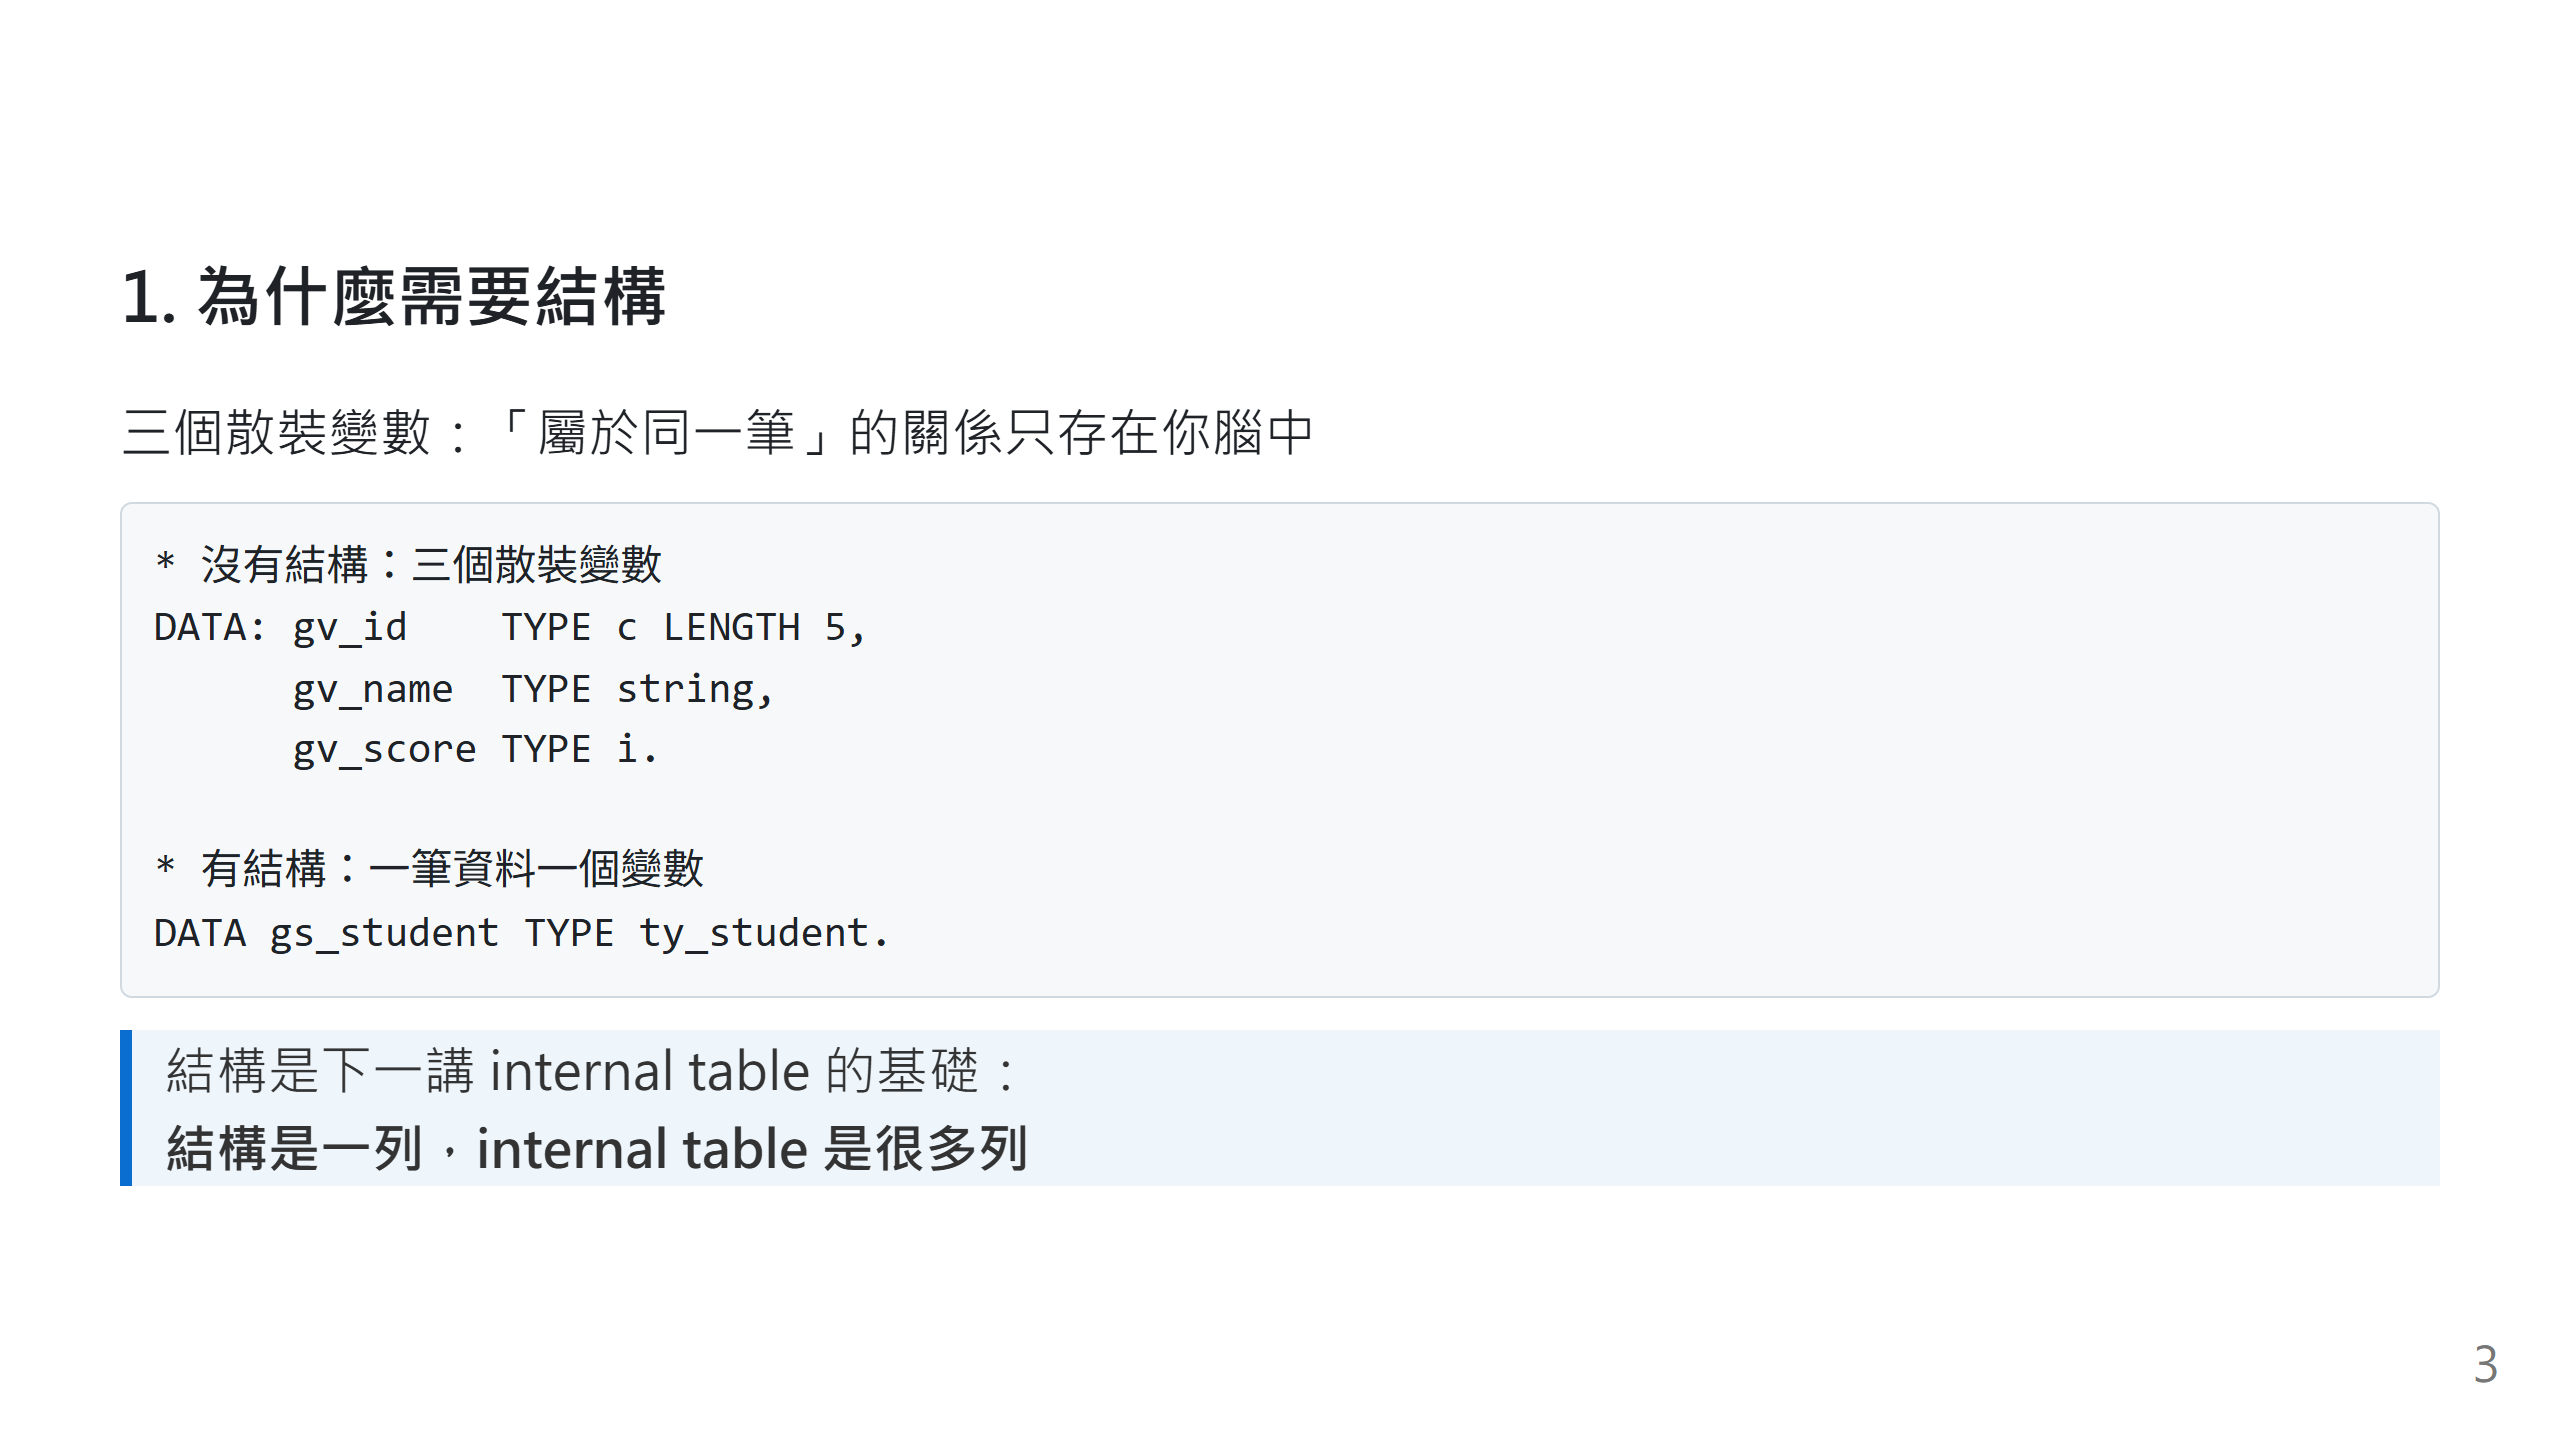 1. 為什麼需要結構
三個散裝變數：「屬於同一筆」的關係只存在你腦中
* 沒有結構：三個散裝變數
DATA: gv_id    TYPE c LENGTH 5,
      gv_name  TYPE string,
      gv_score TYPE i.
* 有結構：一筆資料一個變數
DATA gs_student TYPE ty_student.
結構是下一講 internal table 的基礎：
結構是一列，internal table 是很多列
3